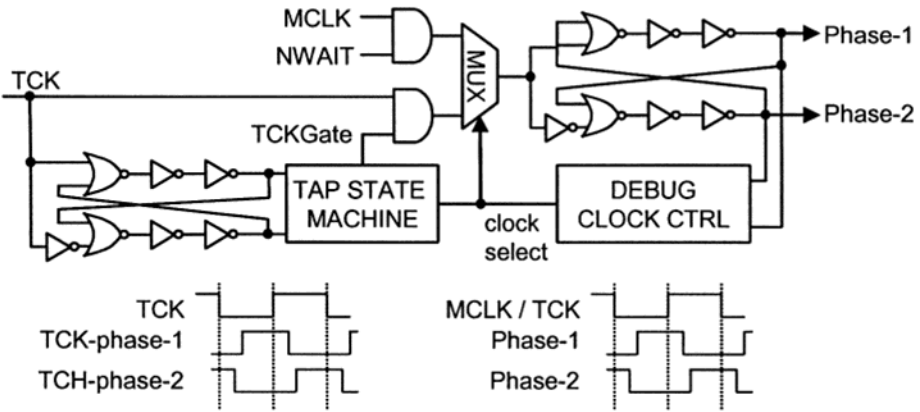 MCLK
Phase-1
NWAIT
MUX
TCK
Phase-2
TCKGate
TAP STATE
MACHINE
DEBUG
CLOCK CTRL
clock
select
TCK
MCLK / TCK
TCK-phase-1
Phase-1
TCH-phase-2
Phase-2